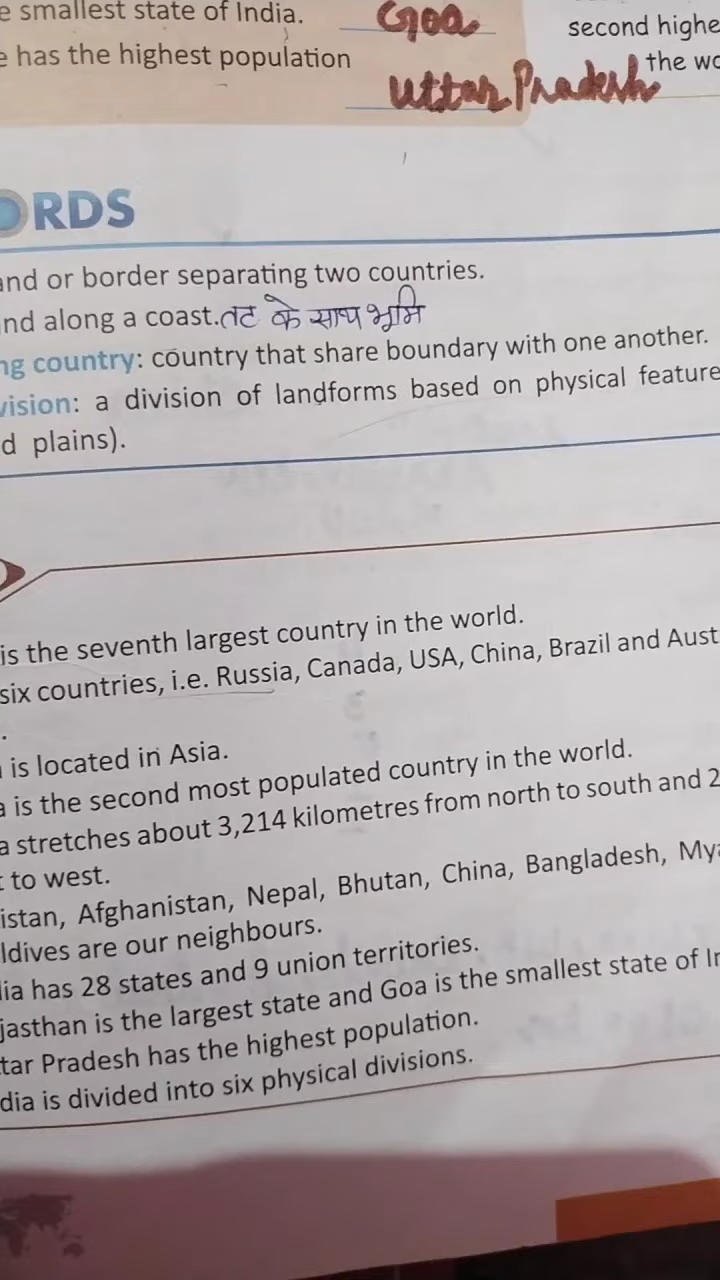 e smallest state of India. Goa
second highe
e has the highest population
the wo
Uttar Pradesh
ORDS
and or border separating two countries.
nd along a coast. तट के साथ भूमि
ng country: country that share boundary with one another.
vision: a division of landforms based on physical feature
d plains).
is the seventh largest country in the world.
six countries, i.e. Russia, Canada, USA, China, Brazil and Aust
.
is located in Asia.
a is the second most populated country in the world.
a stretches about 3,214 kilometres from north to south and 2
t to west.
istan, Afghanistan, Nepal, Bhutan, China, Bangladesh, Mya
ldives are our neighbours.
dia has 28 states and 9 union territories.
jasthan is the largest state and Goa is the smallest state of In
tar Pradesh has the highest population.
dia is divided into six physical divisions.